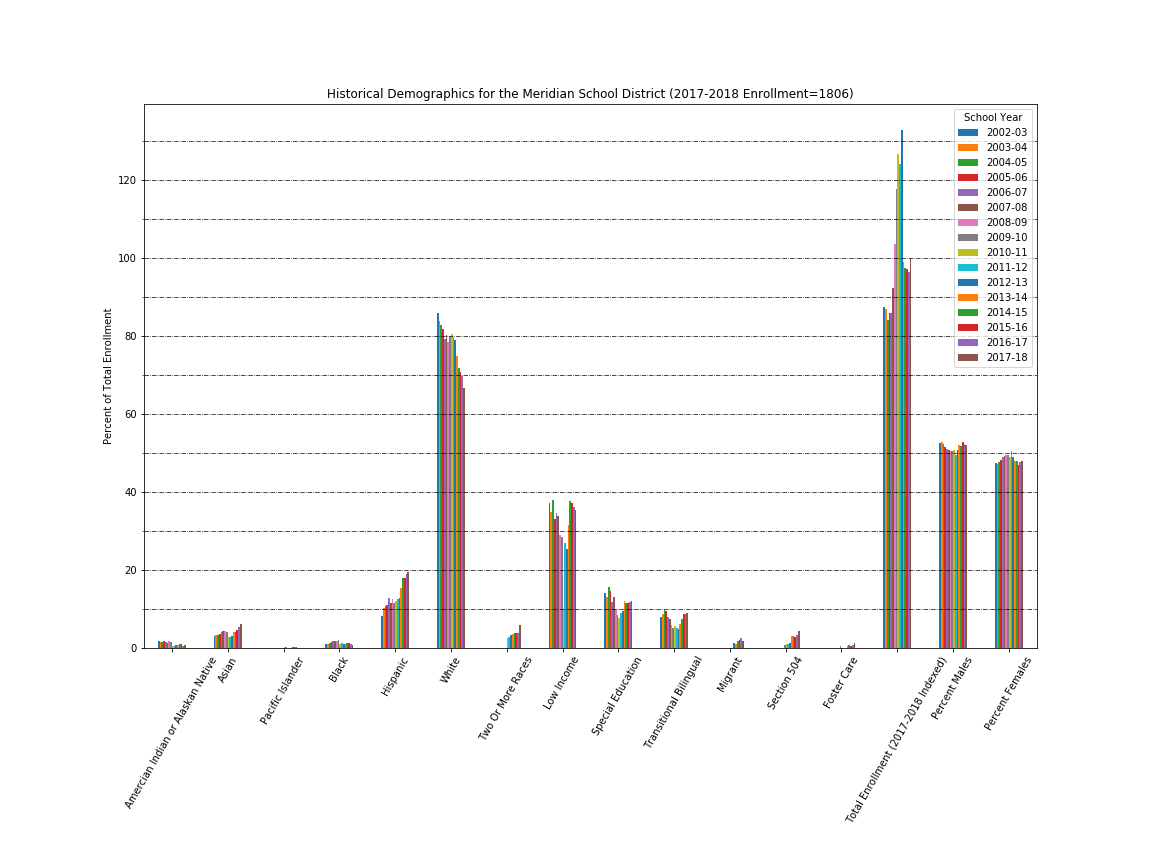 Historical Demographics for the Meridian School District (2017-2018 Enrollment=1806)
Percent of Total Enrollment
120
100
80
60
40
20
0
School Year
2002-03
2003-04
2004-05
2005-06
2006-07
2007-08
2008-09
2009-10
2010-11
2011-12
2012-13
2013-14
2014-15
2015-16
2016-17
2017-18
Amercian Indian or Alaskan Native
Asian
Pacific Islander
Black
Hispanic
White
Two Or More Races
Low Income
Special Education
Transitional Bilingual
Migrant
Section 504
Foster Care
Total Enrollment (2017-2018 Indexed)
Percent Males
Percent Females